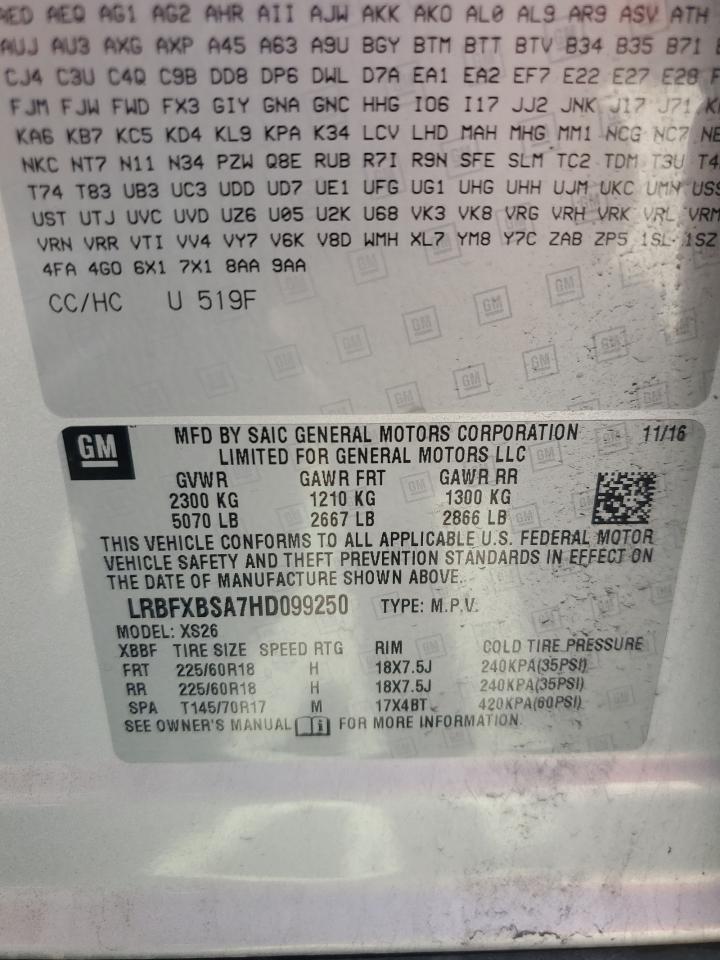 AED AEQ AG1 AG2 AHR AII AJW AKK AKO AL0 AL9 AR9 ASV ATH
AUJ AU3 AXG AXP A45 A63 A9U BGY BTM BTT BTV B34 B35 B71
CJ4 C3U C4Q C9B DD8 DP6 DWL D7A EA1 EA2 EF7 E22 E27 E28
FJM FJW FWD FX3 GIY GNA GNC HHG IO6 I17 JJ2 JNK J17 J71
KA6 KB7 KC5 KD4 KL9 KPA K34 LCV LHD MAH MHG MM1 NCG NC7
NKC NT7 N11 N34 PZW Q8E RUB R7I R9N SFE SLM TC2 TDM T3U
T74 T83 UB3 UC3 UDD UD7 UE1 UFG UG1 UHG UHH UJM UKC UMN USS
UST UTJ UVC UVD UZ6 U05 U2K U68 VK3 VK8 VRG VRH VRK VRL VRM
VRN VRR VTI VV4 VY7 V6K V8D WMH XL7 YM8 Y7C ZAB ZP5 1SL 1SZ
4FA 4GO 6X1 7X1 8AA 9AA
CC/HC U 519F
GM MFD BY SAIC GENERAL MOTORS CORPORATION 11/16
LIMITED FOR GENERAL MOTORS LLC
GVWR GAWR FRT GAWR RR
2300 KG 1210 KG 1300 KG
5070 LB 2667 LB 2866 LB
THIS VEHICLE CONFORMS TO ALL APPLICABLE U.S. FEDERAL MOTOR
VEHICLE SAFETY AND THEFT PREVENTION STANDARDS IN EFFECT ON
THE DATE OF MANUFACTURE SHOWN ABOVE.
LRBFXBSA7HD099250 TYPE: M.P.V.
MODEL: XS26
XBBF TIRE SIZE SPEED RTG RIM COLD TIRE PRESSURE
FRT 225/60R18 H 18X7.5J 240KPA(35PSI)
RR 225/60R18 H 18X7.5J 240KPA(35PSI)
SPA T145/70R17 M 17X4BT 420KPA(60PSI)
SEE OWNER'S MANUAL FOR MORE INFORMATION.